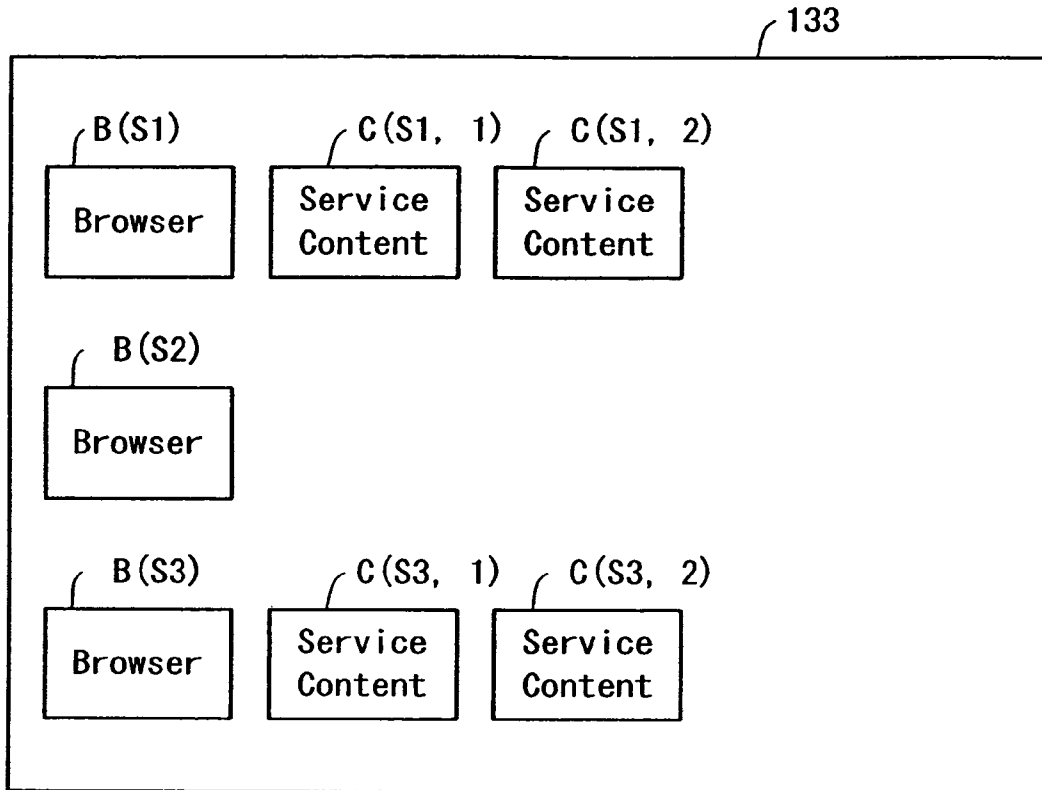 133
B(S1)
C(S1, 1)
C(S1, 2)
Browser
Service
Content
Service
Content
B(S2)
Browser
B(S3)
C(S3, 1)
C(S3, 2)
Browser
Service
Content
Service
Content